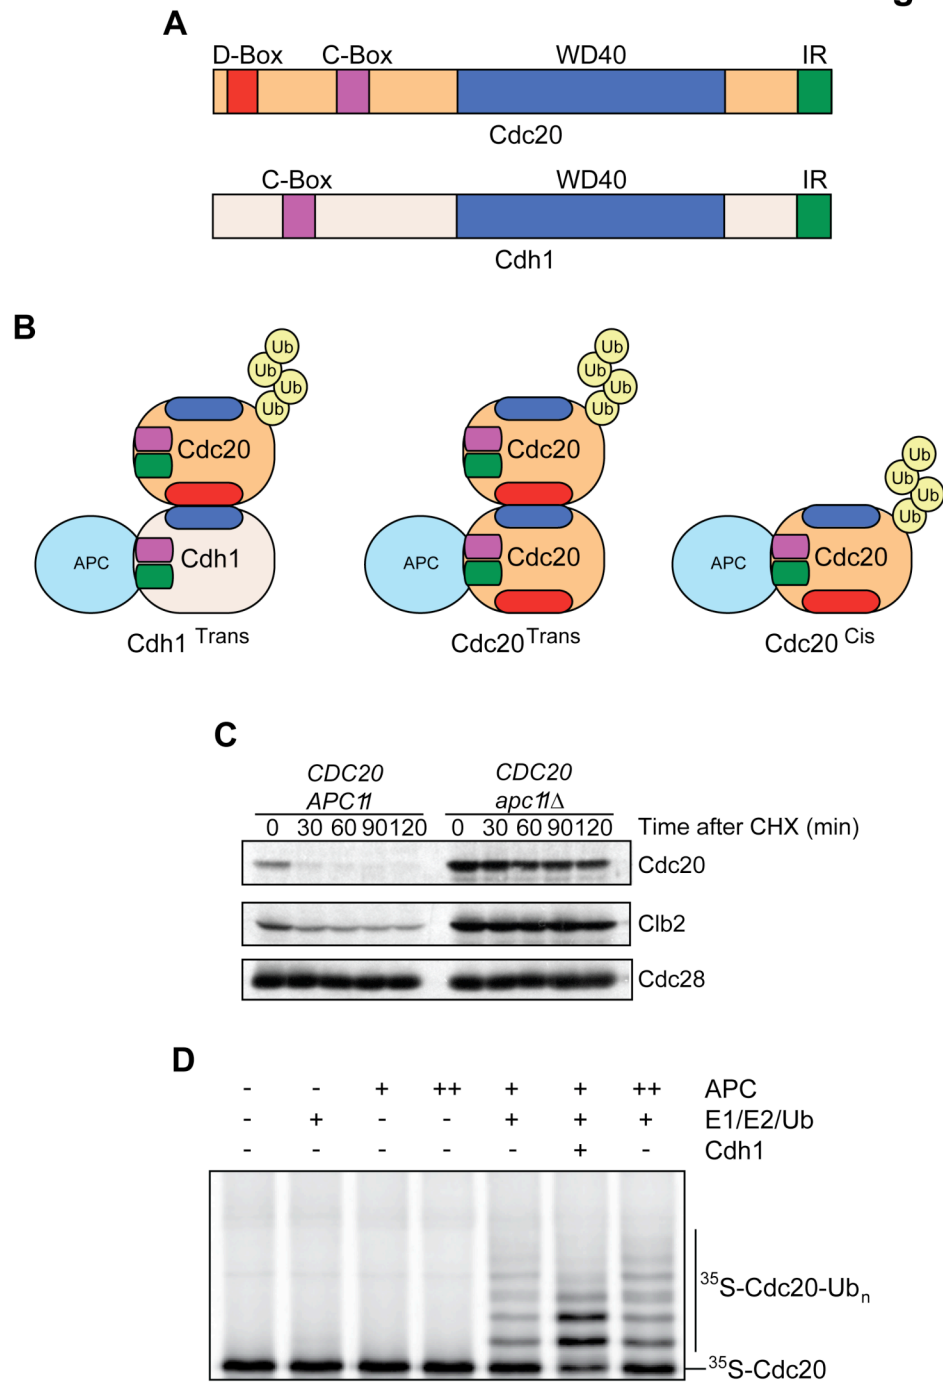 A
D-Box C-Box WD40 IR
Cdc20
C-Box WD40 IR
Cdh1
B
Ub Ub Ub Ub
Cdc20
APC Cdh1
Cdh1 Trans
Ub Ub Ub Ub
Cdc20
APC Cdc20
Cdc20 Trans
Ub Ub Ub Ub
APC Cdc20
Cdc20 Cis
C
CDC20 CDC20
APC11 apc11Δ
0 30 60 90 120 0 30 60 90 120 Time after CHX (min)
Cdc20
Clb2
Cdc28
D
- - + ++ + + ++ APC
- + - - + + + E1/E2/Ub
- - - - - + - Cdh1
35S-Cdc20-Ubn
35S-Cdc20